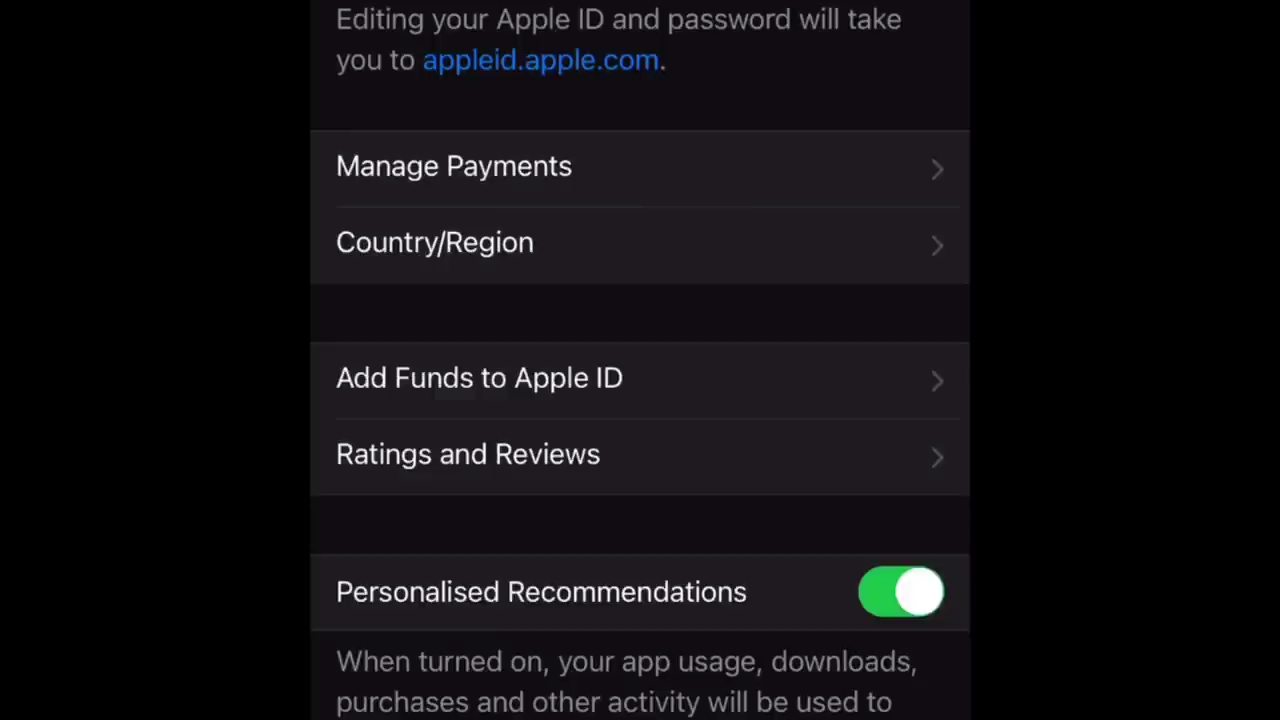 Editing your Apple ID and password will take
you to appleid.apple.com.
Manage Payments
Country/Region
Add Funds to Apple ID
Ratings and Reviews
Personalised Recommendations
When turned on, your app usage, downloads,
purchases and other activity will be used to